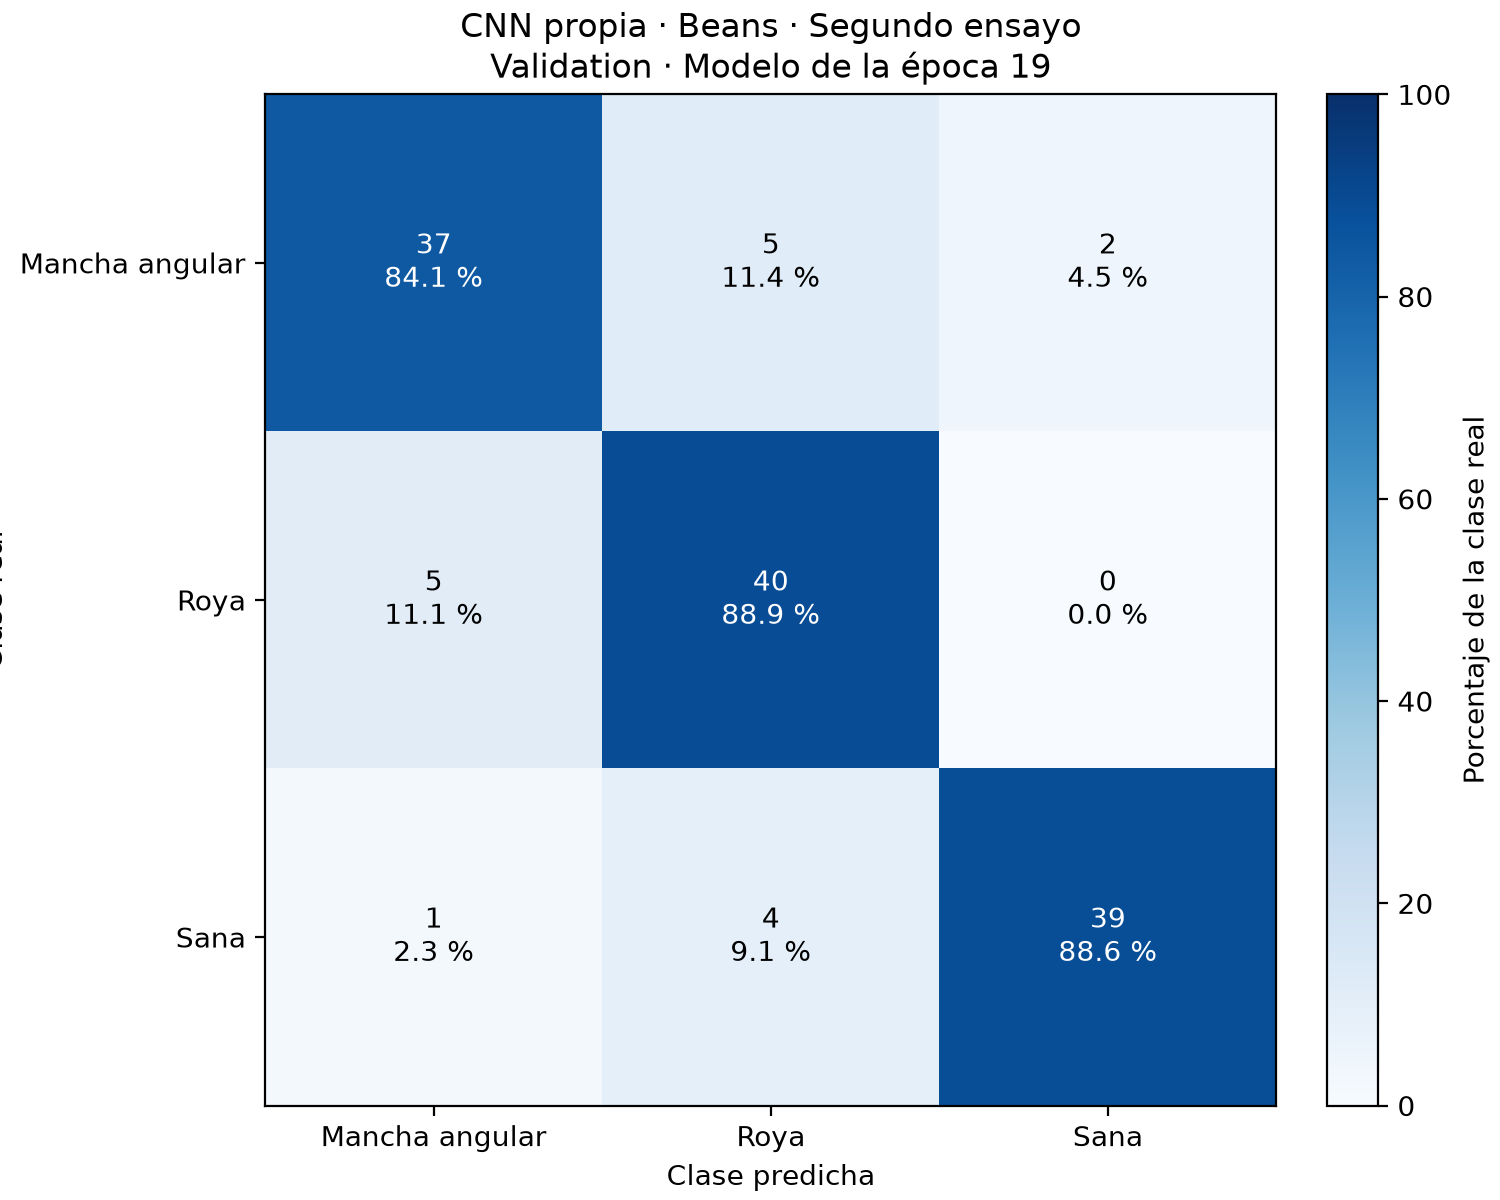 CNN propia · Beans · Segundo ensayo
Validation · Modelo de la época 19
Mancha angular
37
84.1 %
5
11.4 %
2
4.5 %
Roya
5
11.1 %
40
88.9 %
0
0.0 %
Sana
1
2.3 %
4
9.1 %
39
88.6 %
Mancha angular
Roya
Sana
Clase predicha
100
80
60
40
20
0
Porcentaje de la clase real